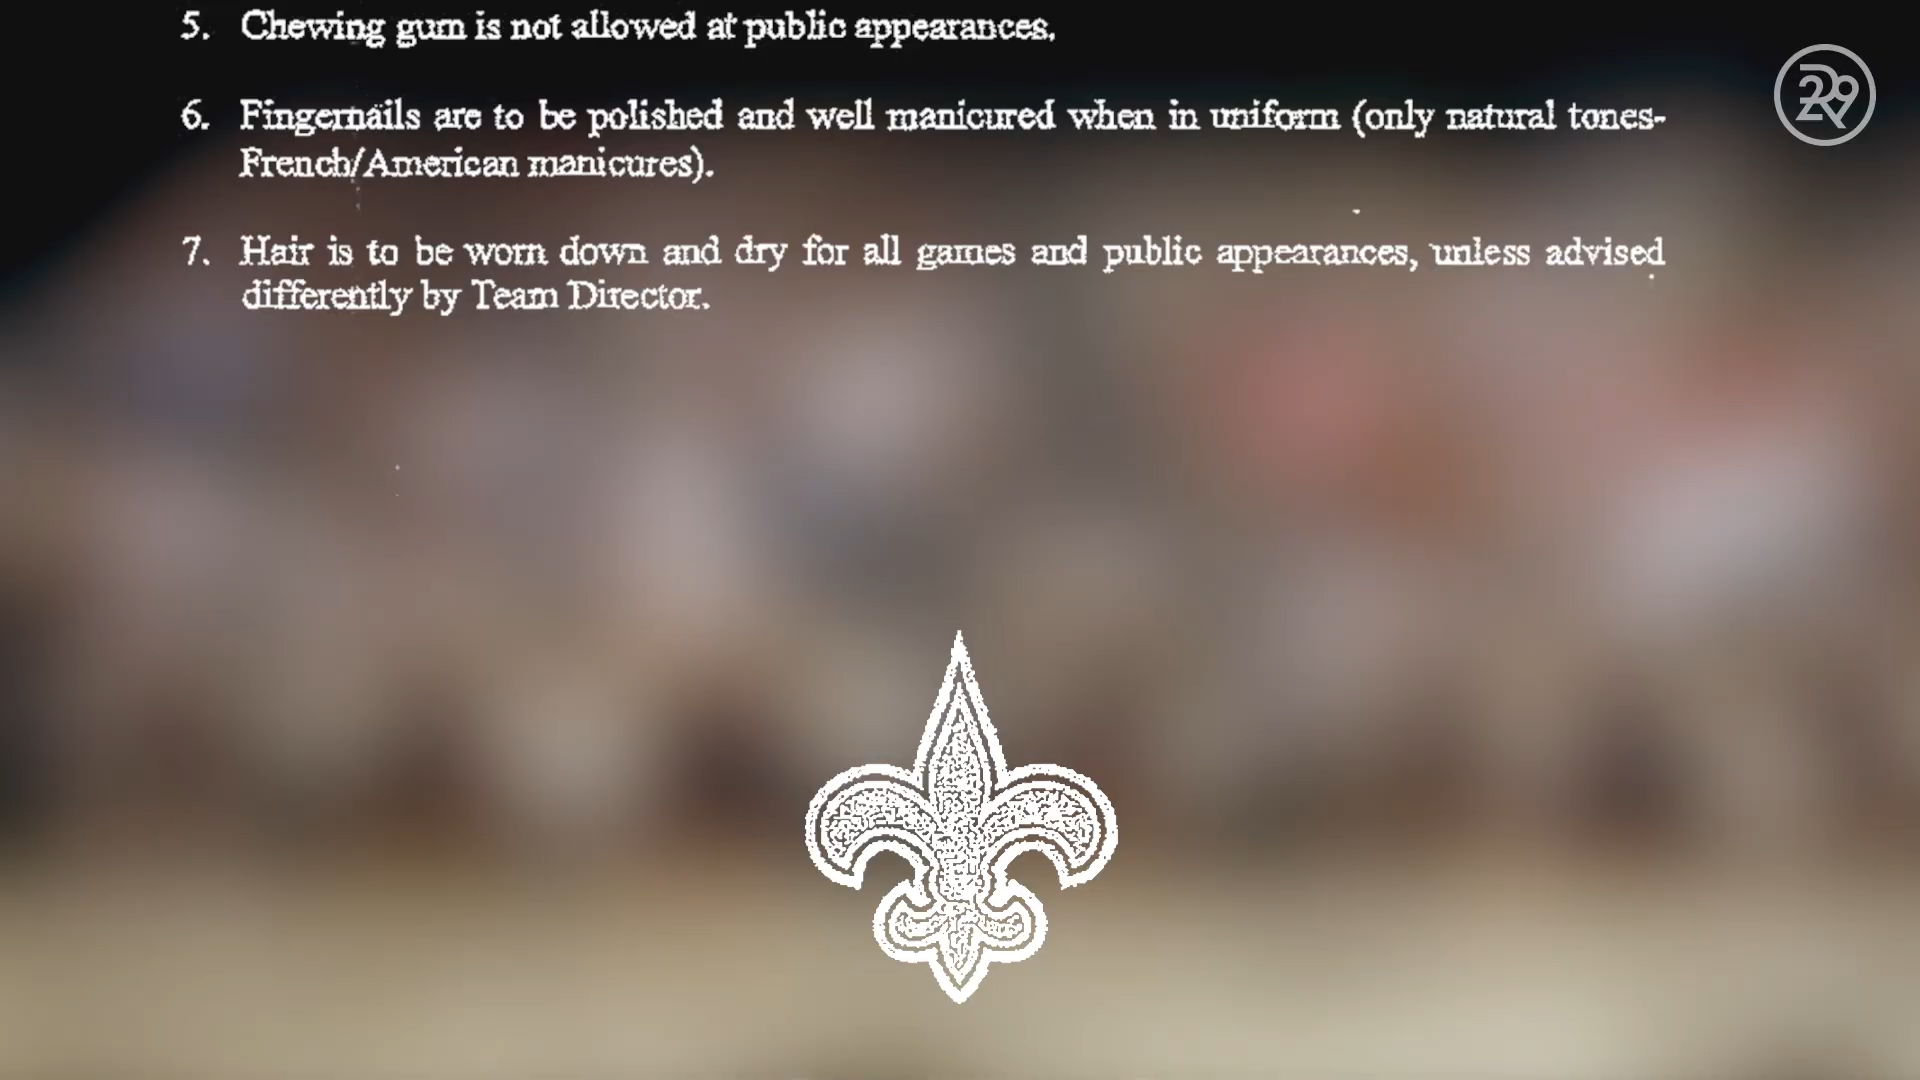 5. Chewing gum is not allowed at public appearances.
6. Fingernails are to be polished and well manicured when in uniform (only natural tones-
French/American manicures).
7. Hair is to be worn down and dry for all games and public appearances, unless advised
differently by Team Director.
R29